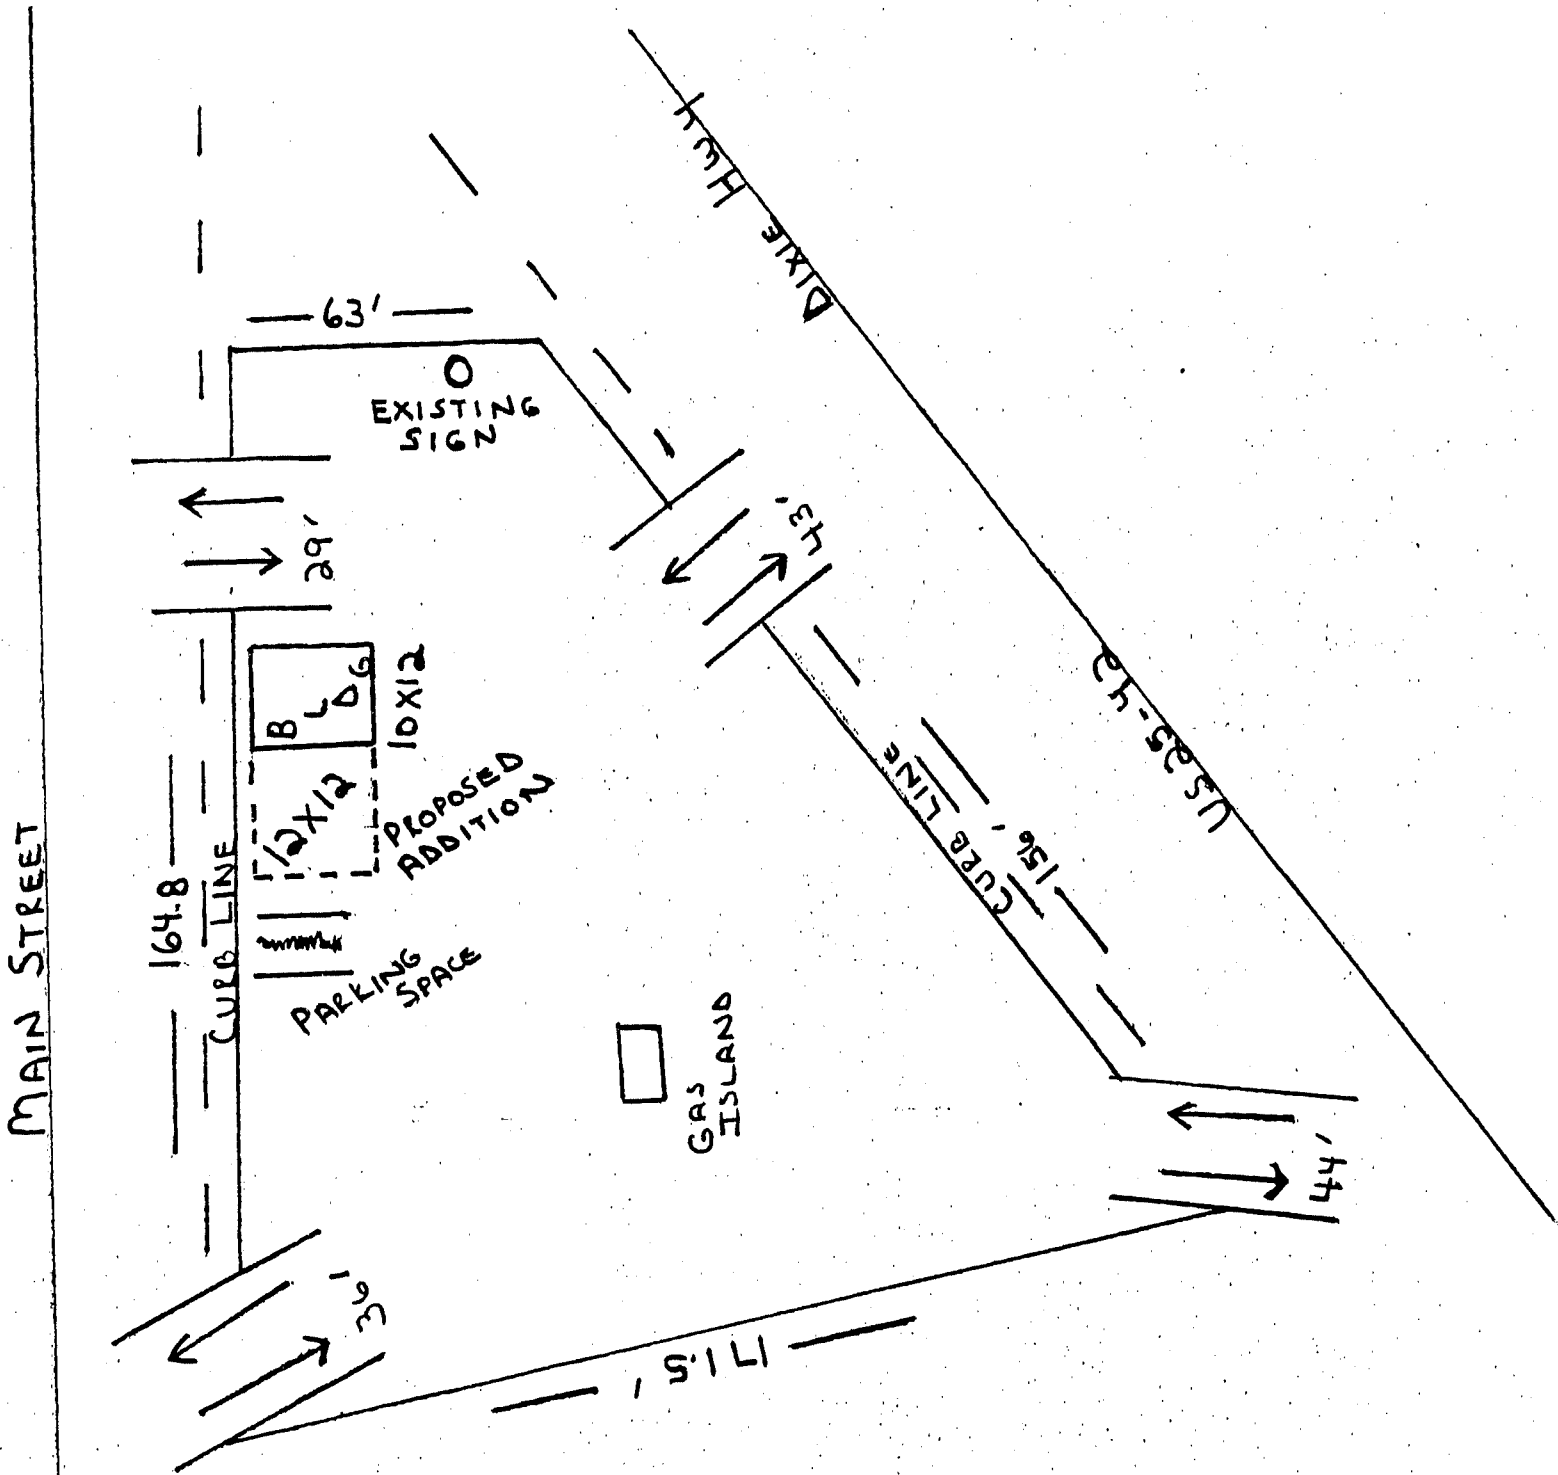 DIXIE HWY
63'
EXISTING
SIGN
29'
43'
BLDG
10X12
12X12
PROPOSED
ADDITION
US 25-42
CURB LINE
156'
MAIN STREET
164.8
CURB LINE
PARKING
SPACE
GAS
ISLAND
44'
36'
171.5'